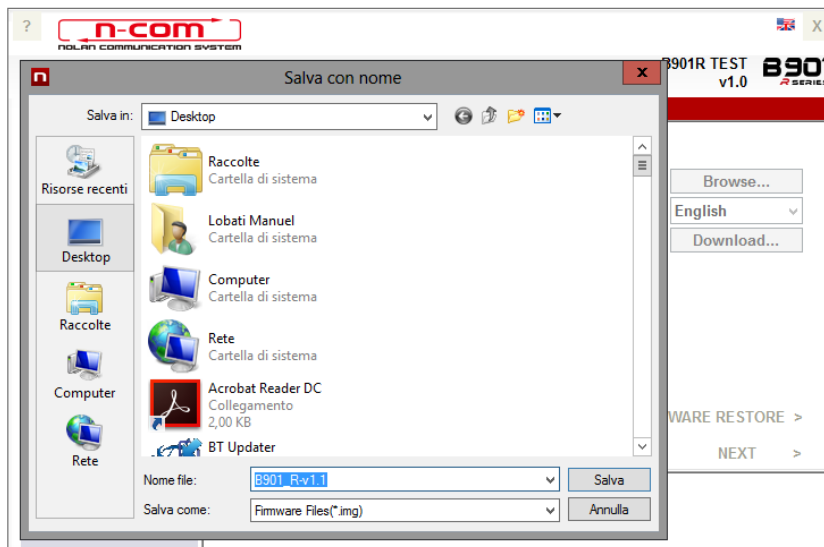 ?
n-com
NOLAN COMMUNICATION SYSTEM
X
B901R TEST
v1.0
B901
R SERIES
n
Salva con nome
x
Salva in:
Desktop
Risorse recenti
Desktop
Raccolte
Computer
Rete
Raccolte
Cartella di sistema
Lobati Manuel
Cartella di sistema
Computer
Cartella di sistema
Rete
Cartella di sistema
Acrobat Reader DC
Collegamento
2,00 KB
BT Updater
Nome file:
B901_R-v1.1
Salva
Salva come:
Firmware Files(*.img)
Annulla
Browse...
English
Download...
WARE RESTORE >
NEXT >